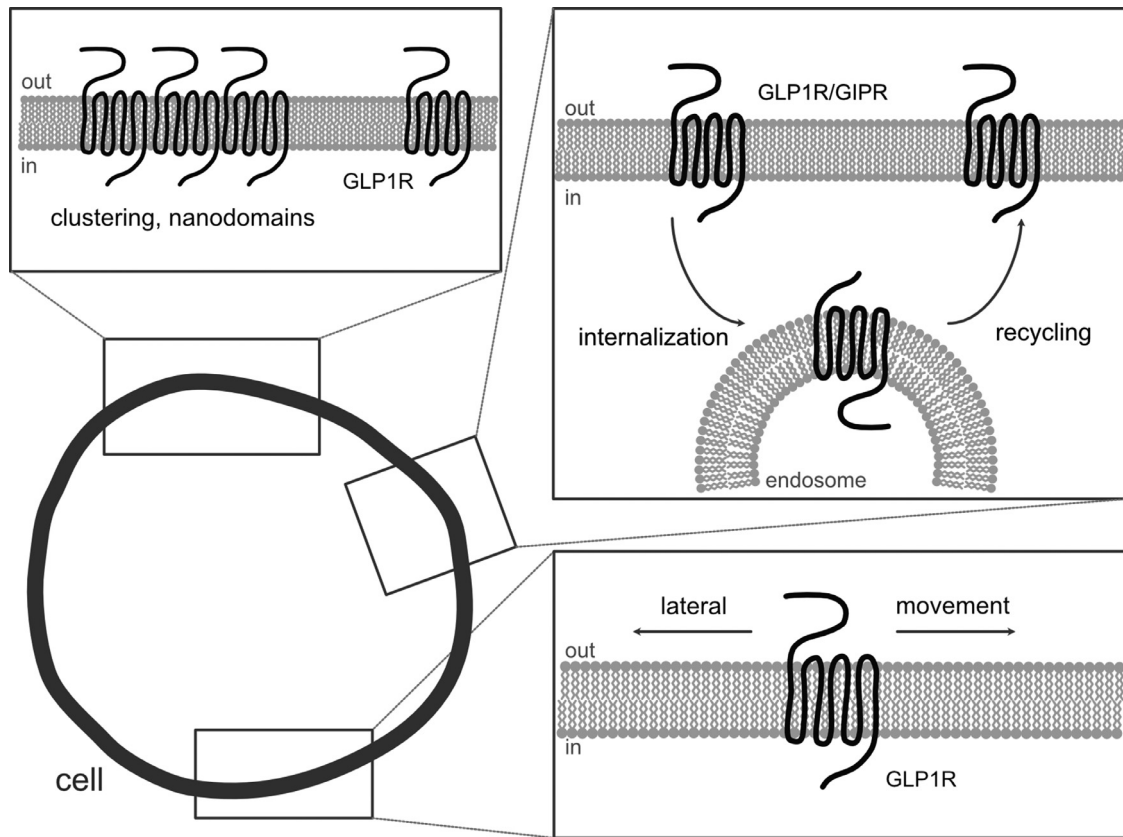 out
in
GLP1R
clustering, nanodomains
out
GLP1R/GIPR
in
internalization
recycling
endosome
lateral
movement
out
in
GLP1R
cell